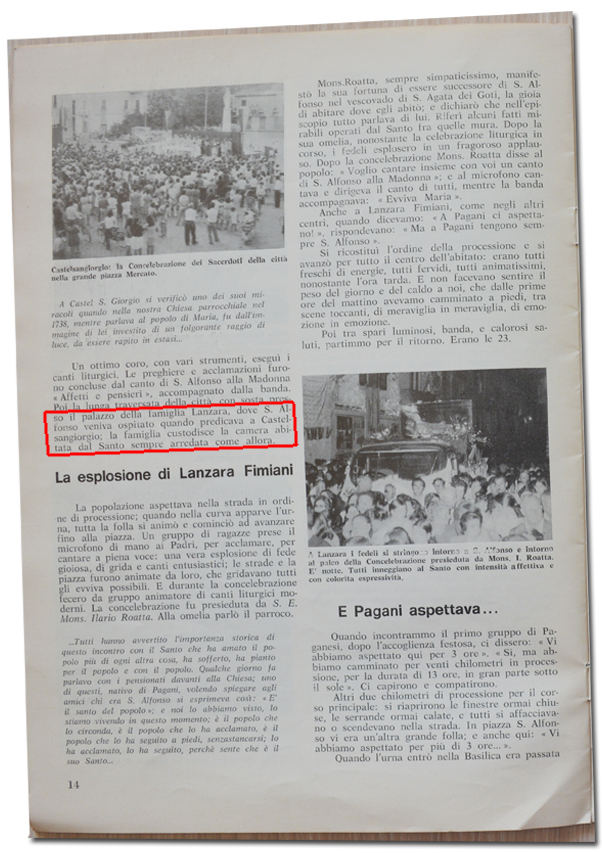 Castelsangiorgio: la Concelebrazione dei Sacerdoti della città
nella grande piazza Mercato.
A Castel S. Giorgio si verificò uno dei suoi mi-
racoli quando nella nostra Chiesa parrocchiale nel
1738, mentre parlava al popolo di Maria, fu dall'im-
magine di lei investito di un folgorante raggio di
luce, da essere rapito in estasi...
Un ottimo coro, con vari strumenti, eseguì i
canti liturgici. Le preghiere e acclamazioni furo-
no concluse dal canto di S. Alfonso alla Madonna
« Affetti e pensieri », accompagnato dalla banda.
Poi la lunga traversata della città, con sosta pres-
so il palazzo della famiglia Lanzara, dove S. Al-
fonso veniva ospitato quando predicava a Castel-
sangiorgio; la famiglia custodisce la camera abi-
tata dal Santo sempre arredata come allora.
La esplosione di Lanzara Fimiani
La popolazione aspettava nella strada in ordi-
ne di processione; quando nella curva apparve l'ur-
na, tutta la folla si animò e cominciò ad avanzare
fino alla piazza. Un gruppo di ragazze prese il
microfono di mano ai Padri, per acclamare, per
cantare a piena voce: una vera esplosione di fede
gioiosa, di grida e canti entusiastici; le strade e la
piazza furono animate da loro, che gridavano tutti
gli evviva possibili. E durante la concelebrazione
fecero da gruppo animatore di canti liturgici mo-
derni. La concelebrazione fu presieduta da S. E.
Mons. Ilario Roatta. Alla omelia parlò il parroco.
...Tutti hanno avvertito l'importanza storica di
questo incontro con il Santo che ha amato il po-
polo più di ogni altra cosa, ha sofferto, ha pianto
per il popolo e con il popolo. Qualche giorno fa
parlavo con i pensionati davanti alla Chiesa; uno
di questi, nativo di Pagani, volendo spiegare agli
amici chi era S. Alfonso si esprimeva così: « E'
il santo del popolo »; e noi lo abbiamo visto, lo
stiamo vivendo in questo momento; è il popolo che
lo circonda, è il popolo che lo ha acclamato, è il
popolo che lo ha seguito a piedi, senzastancarsi; lo
ha acclamato, lo ha seguito, perchè sente che è il
suo Santo...
14
Mons.Roatta, sempre simpaticissimo, manife-
stò la sua fortuna di essere successore di S. Al-
fonso nel vescovado di S. Agata dei Goti, la gioia
di abitare dove egli abitò; e dichiarò che nell'epi-
scopio tutto parlava di lui. Riferì alcuni fatti mi-
rabili operati dal Santo fra quelle mura. Dopo la
sua omelia, nonostante la celebrazione liturgica in
corso, i fedeli esplosero in un fragoroso applau-
so. Dopo la concelebrazione Mons. Roatta disse al
popolo: « Voglio cantare insieme con voi un canto
di S. Alfonso alla Madonna »; e al microfono can-
tava e dirigeva il canto di tutti, mentre la banda
accompagnava: « Evviva Maria ».
Anche a Lanzara Fimiani, come negli altri
centri, quando dicevamo: « A Pagani ci aspetta-
no! », rispondevano: « Ma a Pagani tengono sem-
pre S. Alfonso ».
Si ricostituì l'ordine della processione e si
avanzò per tutto il centro dell'abitato: erano tutti
freschi di energie, tutti fervidi, tutti animatissimi,
nonostante l'ora tarda. E non facevano sentire il
peso del giorno e del caldo a noi, che dalle prime
ore del mattino avevamo camminato a piedi, tra
scene toccanti, di meraviglia in meraviglia, di emo-
zione in emozione.
Poi tra spari luminosi, banda, e calorosi sa-
luti, partimmo per il ritorno. Erano le 23.
A Lanzara i fedeli si stringono intorno a S. Alfonso e intorno
al palco della Concelebrazione presieduta da Mons. I. Roatta.
E' notte. Tutti inneggiano al Santo con intensità affettiva e
con colorita espressività.
E Pagani aspettava...
Quando incontrammo il primo gruppo di Pa-
ganesi, dopo l'accoglienza festosa, ci dissero: « Vi
abbiamo aspettato qui per 3 ore ». « Si, ma ab-
biamo camminato per venti chilometri in proces-
sione, per la durata di 13 ore, in gran parte sotto
il sole ». Ci capirono e compatirono.
Altri due chilometri di processione per il cor-
so principale: si riaprirono le finestre ormai chiu-
se, le serrande ormai calate, e tutti si affacciava-
no o scendevano nella strada. In piazza S. Alfon-
so vi era un'altra grande folla; e anche qui: « Vi
abbiamo aspettato per più di 3 ore... ».
Quando l'urna entrò nella Basilica era passata